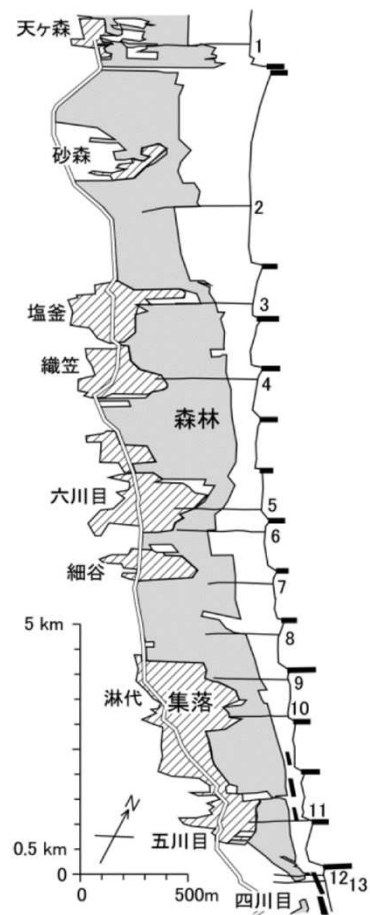 天ヶ森
1
砂森
2
塩釜
3
織笠
4
森林
六川目
5
6
細谷
7
5 km
8
9
淋代
集落
10
N
11
五川目
0.5 km
0
12
13
0
500m
四川目